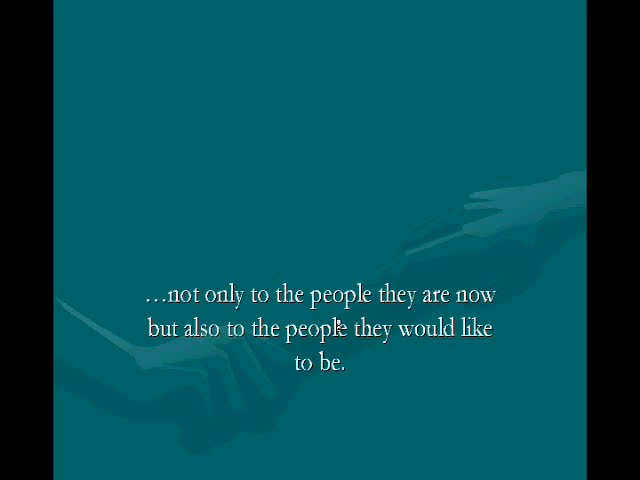 …not only to the people they are now
but also to the people they would like
to be.